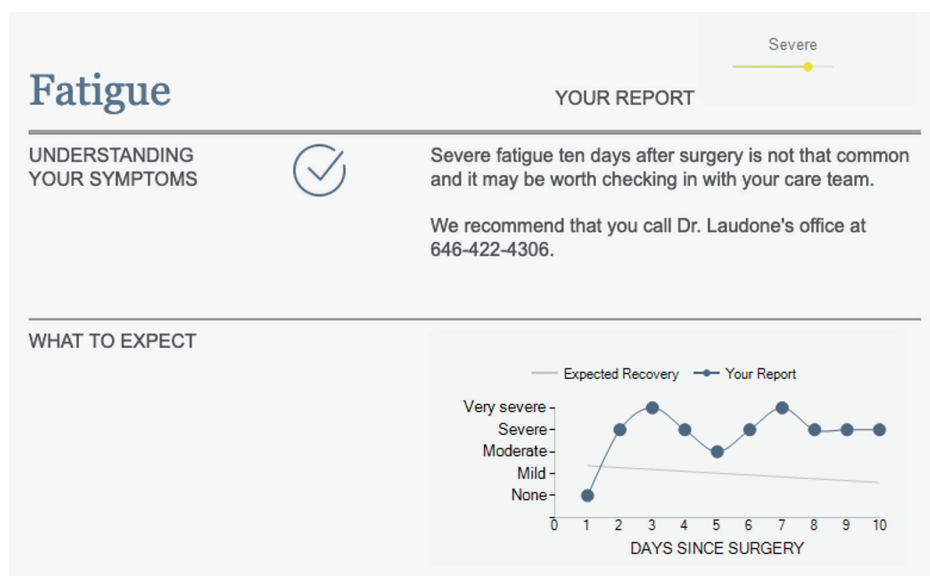 Severe
Fatigue
YOUR REPORT
UNDERSTANDING
YOUR SYMPTOMS
Severe fatigue ten days after surgery is not that common
and it may be worth checking in with your care team.
We recommend that you call Dr. Laudone's office at
646-422-4306.
WHAT TO EXPECT
Expected Recovery
Your Report
Very severe
Severe
Moderate
Mild
None
0 1 2 3 4 5 6 7 8 9 10
DAYS SINCE SURGERY